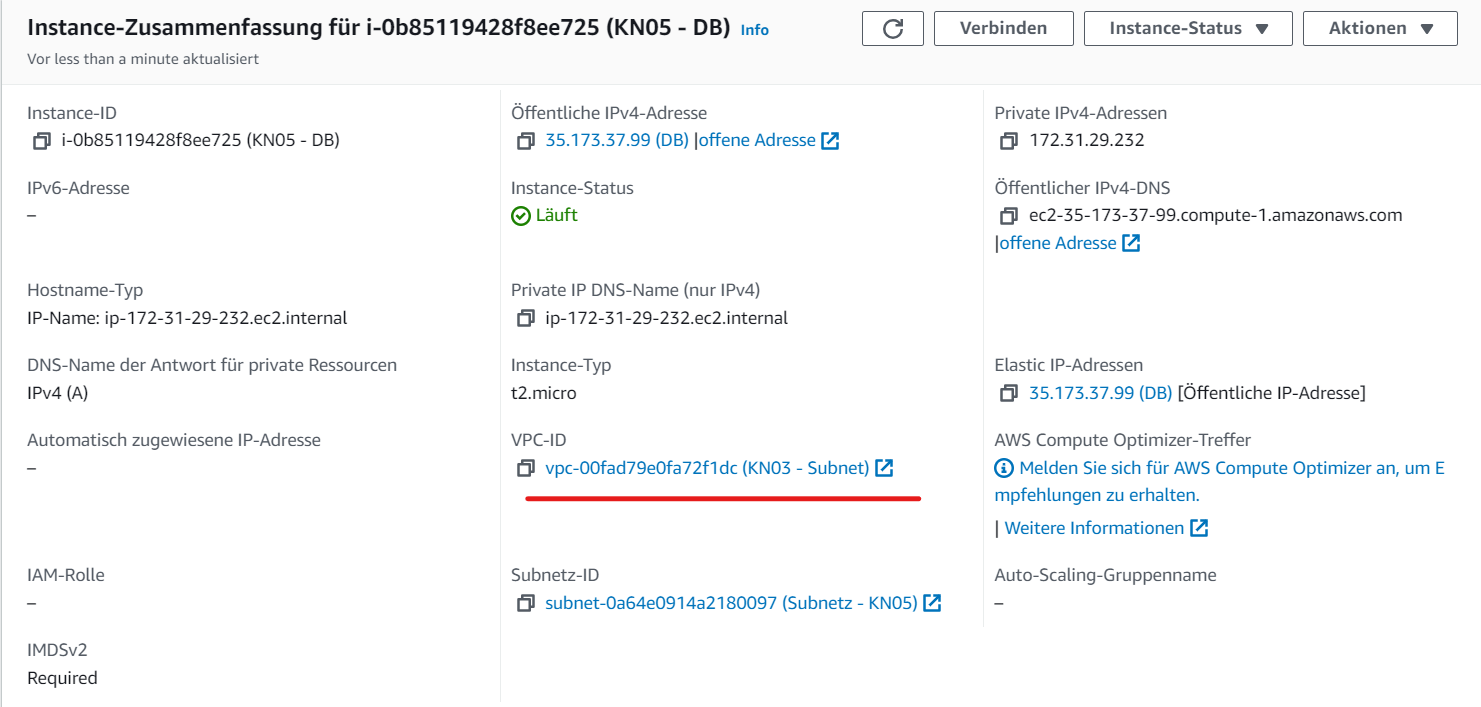 Instance-Zusammenfassung für i-0b85119428f8ee725 (KN05 - DB) Info
Vor less than a minute aktualisiert
Verbinden
Instance-Status
Aktionen
Instance-ID
i-0b85119428f8ee725 (KN05 - DB)
Öffentliche IPv4-Adresse
35.173.37.99 (DB) |offene Adresse
Private IPv4-Adressen
172.31.29.232
IPv6-Adresse
–
Instance-Status
Läuft
Öffentlicher IPv4-DNS
ec2-35-173-37-99.compute-1.amazonaws.com
|offene Adresse
Hostname-Typ
IP-Name: ip-172-31-29-232.ec2.internal
Private IP DNS-Name (nur IPv4)
ip-172-31-29-232.ec2.internal
DNS-Name der Antwort für private Ressourcen
IPv4 (A)
Instance-Typ
t2.micro
Elastic IP-Adressen
35.173.37.99 (DB) [Öffentliche IP-Adresse]
Automatisch zugewiesene IP-Adresse
–
VPC-ID
vpc-00fad79e0fa72f1dc (KN03 - Subnet)
AWS Compute Optimizer-Treffer
Melden Sie sich für AWS Compute Optimizer an, um E
mpfehlungen zu erhalten.
| Weitere Informationen
IAM-Rolle
–
Subnetz-ID
subnet-0a64e0914a2180097 (Subnetz - KN05)
Auto-Scaling-Gruppenname
–
IMDSv2
Required